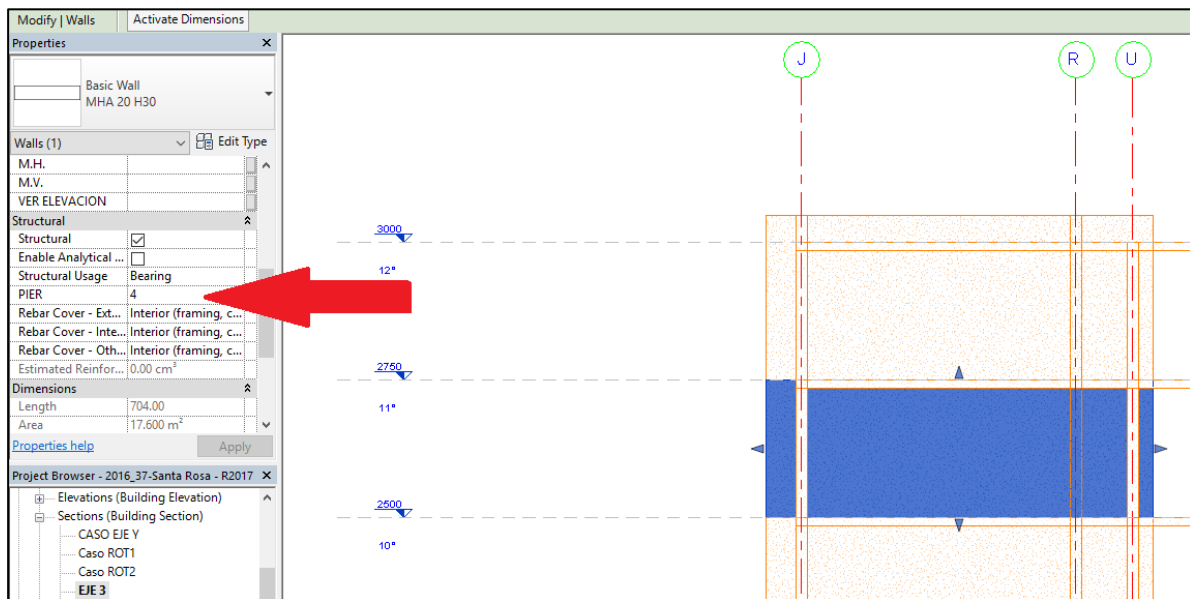 Modify | Walls Activate Dimensions
Properties
Basic Wall
MHA 20 H30
Walls (1) Edit Type
M.H.
M.V.
VER ELEVACION
Structural
Structural
Enable Analytical ...
Structural Usage Bearing
PIER 4
Rebar Cover - Ext... Interior (framing, c...
Rebar Cover - Inte... Interior (framing, c...
Rebar Cover - Oth... Interior (framing, c...
Estimated Reinfor... 0.00 cm³
Dimensions
Length 704.00
Area 17.600 m²
Properties help Apply
Project Browser - 2016_37-Santa Rosa - R2017
Elevations (Building Elevation)
Sections (Building Section)
CASO EJE Y
Caso ROT1
Caso ROT2
EJE 3
J R U
3000
12°
2750
11°
2500
10°